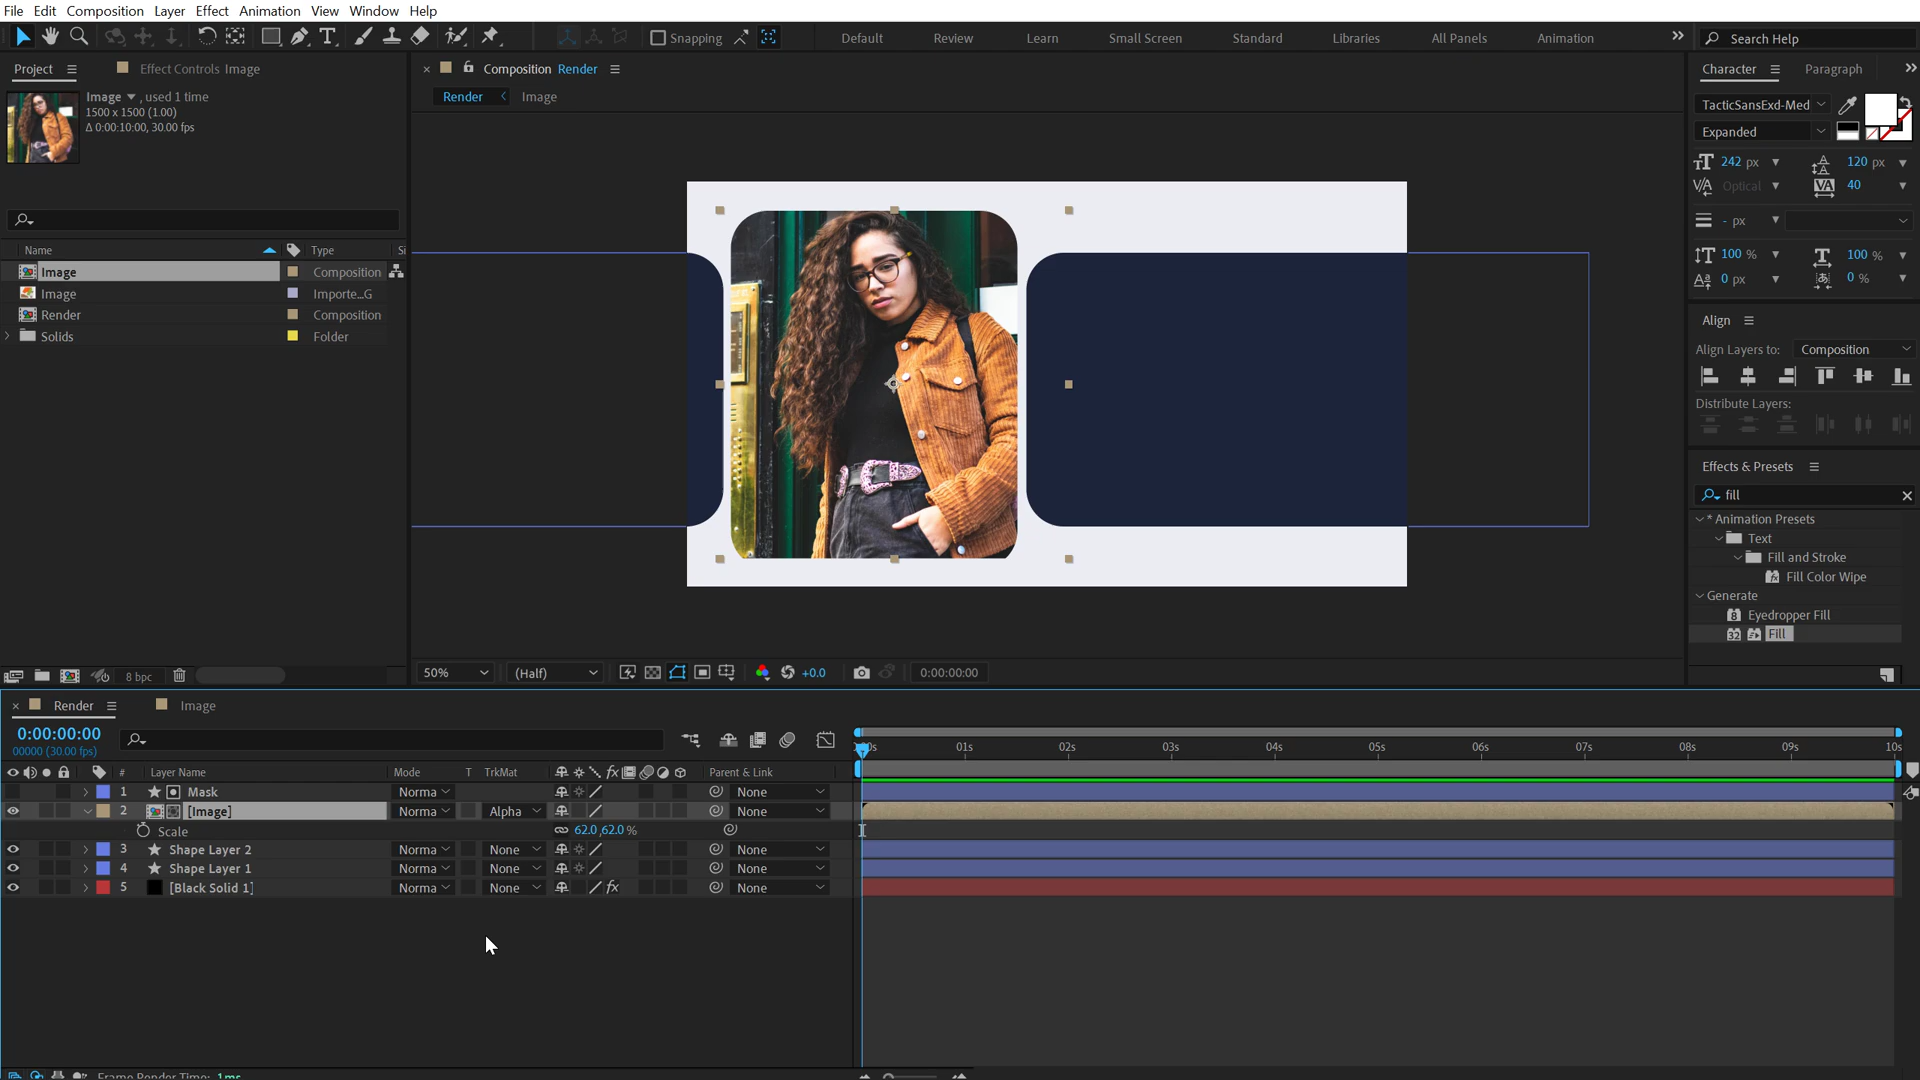 File Edit Composition Layer Effect Animation View Window Help
Snapping
Default Review Learn Small Screen Standard Libraries All Panels Animation
Search Help
Project
Effect Controls Image
Image , used 1 time
1500 x 1500 (1.00)
Δ 0:00:10:00, 30.00 fps
Name Type Si
Image Composition
Image Importe...G
Render Composition
Solids Folder
8 bpc
Composition Render
Render Image
50% (Half) +0.0 0:00:00:00
Character Paragraph
TacticSansExd-Med
Expanded
242 px 120 px
Optical 40
- px
100 % 100 %
0 px 0 %
Align
Align Layers to: Composition
Distribute Layers:
Effects & Presets
fill
* Animation Presets
Text
Fill and Stroke
Fill Color Wipe
Generate
Eyedropper Fill
Fill
Render Image
0:00:00:00
00000 (30.00 fps)
# Layer Name Mode T TrkMat Parent & Link
1 Mask Norma None
2 [Image] Norma Alpha None
Scale 62.0,62.0 %
3 Shape Layer 2 Norma None None
4 Shape Layer 1 Norma None None
5 [Black Solid 1] Norma None fx None
01s 02s 03s 04s 05s 06s 07s 08s 09s 10s
Frame Render Time: 1ms